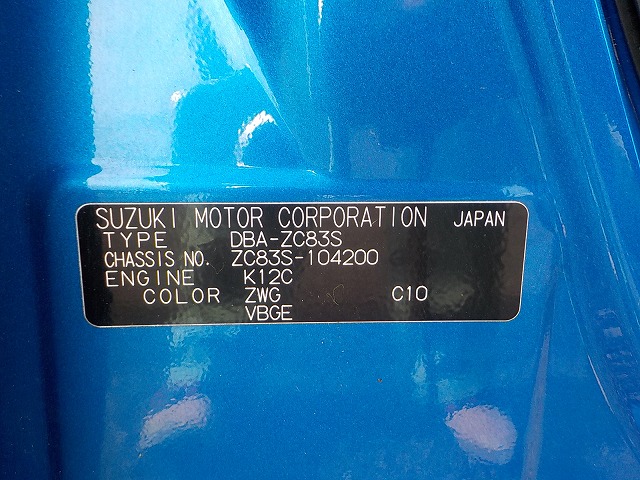 SUZUKI MOTOR CORPORATION JAPAN
TYPE DBA-ZC83S
CHASSIS NO. ZC83S-104200
ENGINE K12C
COLOR ZWG C10
VBGE